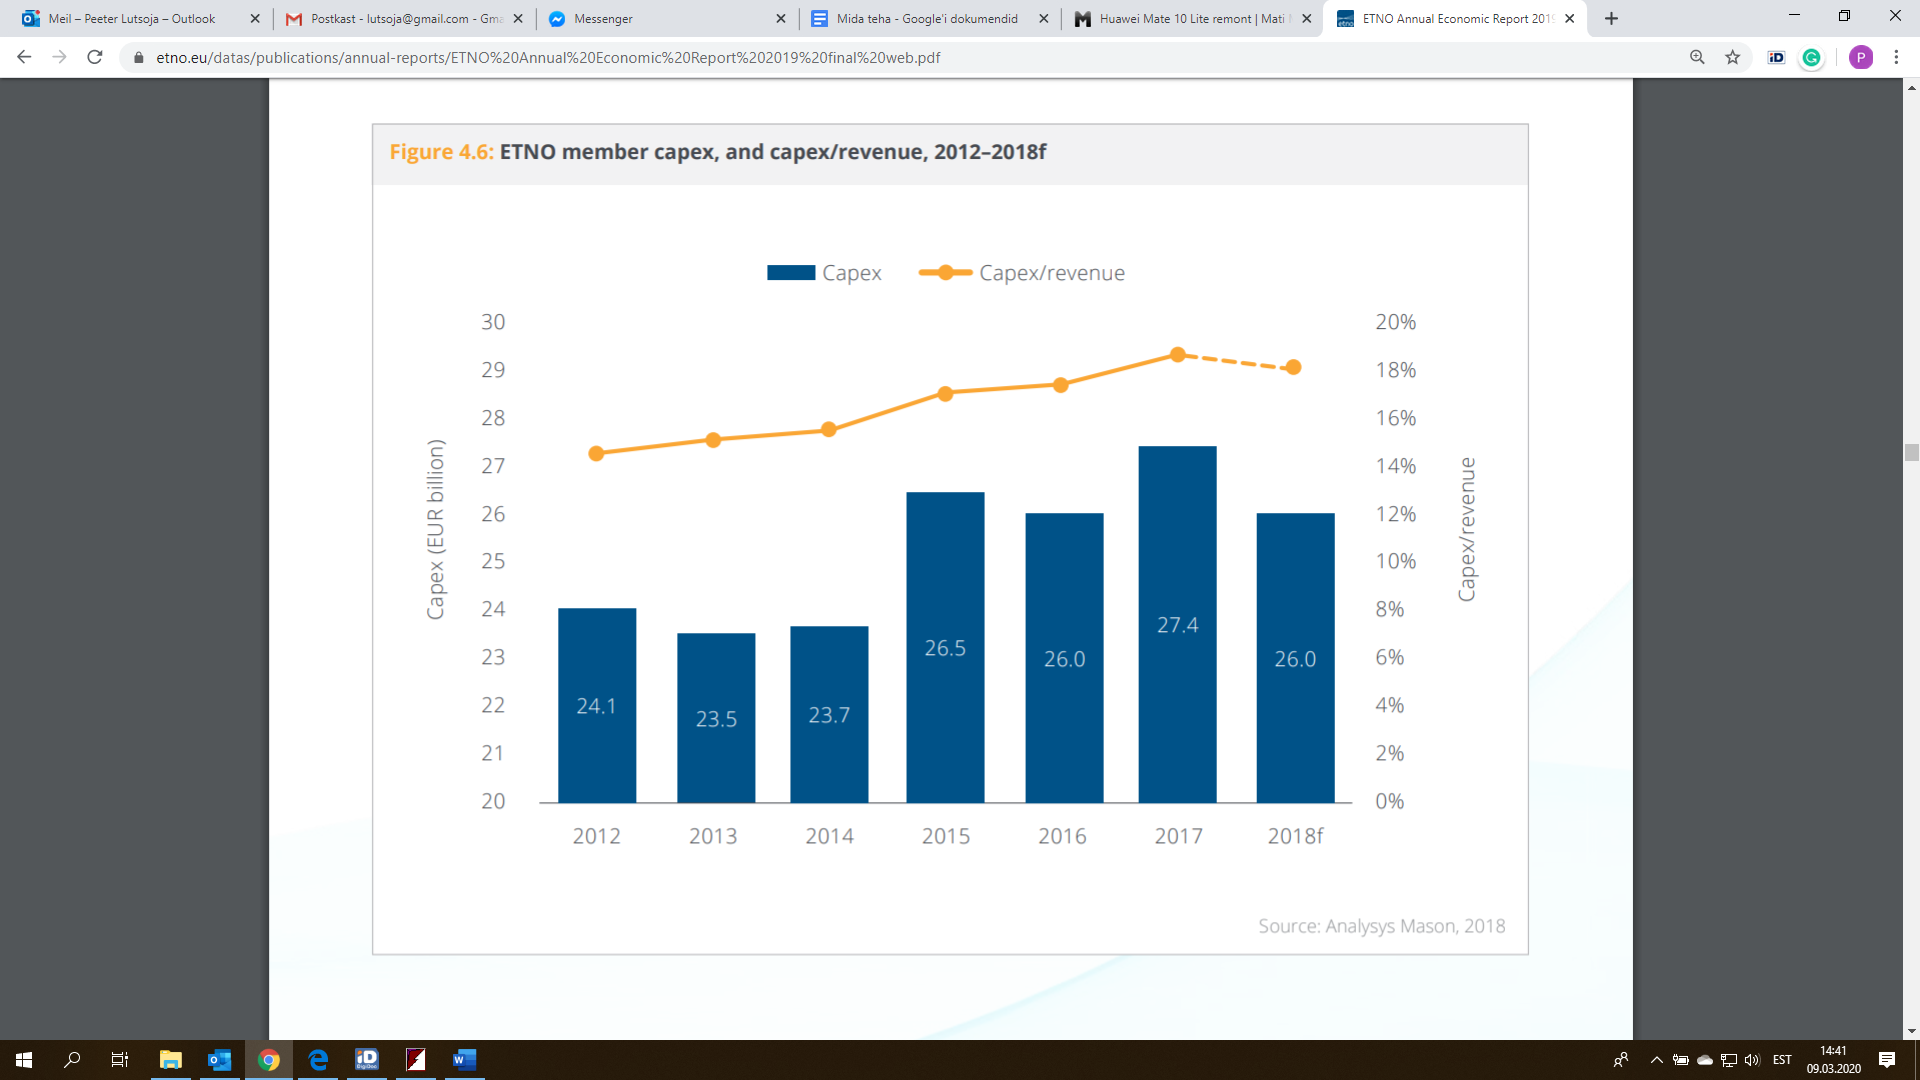 Meil – Peeter Lutsoja – Outlook
Postkast - lutsoja@gmail.com - Gma
Messenger
Mida teha - Google'i dokumendid
Huawei Mate 10 Lite remont | Mati
ETNO Annual Economic Report 2019
etno.eu/datas/publications/annual-reports/ETNO%20Annual%20Economic%20Report%202019%20final%20web.pdf
iD
G
P
Figure 4.6: ETNO member capex, and capex/revenue, 2012–2018f
Capex
Capex/revenue
30
29
28
27
26
25
24
23
22
21
20
Capex (EUR billion)
20%
18%
16%
14%
12%
10%
8%
6%
4%
2%
0%
Capex/revenue
24.1
23.5
23.7
26.5
26.0
27.4
26.0
2012
2013
2014
2015
2016
2017
2018f
Source: Analysys Mason, 2018
EST
14:41
09.03.2020